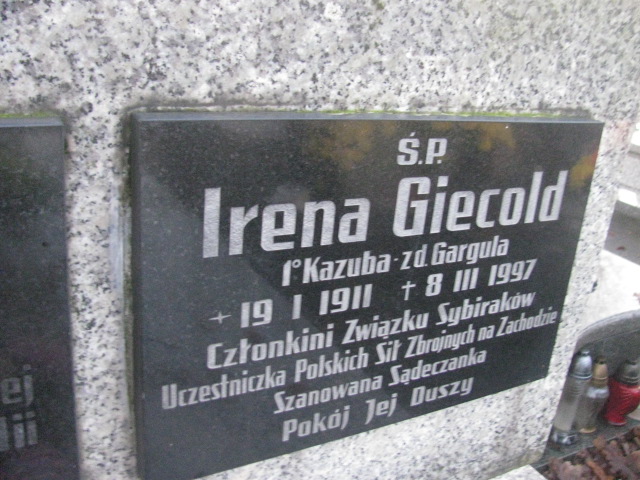 Ś.P.
Irena Giecold
1° Kazuba - z d. Gargula
+ 19 I 1911 † 8 III 1997
Członkini Związku Sybiraków
Uczestniczka Polskich Sił Zbrojnych na Zachodzie
Szanowana Sądeczanka
Pokój Jej Duszy